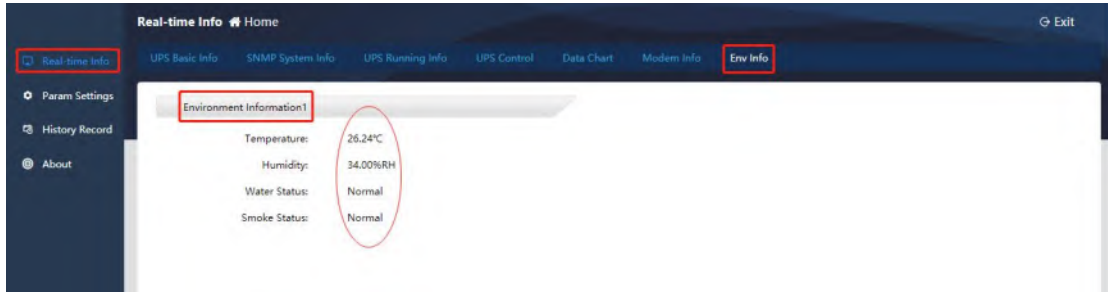 Real-time Info Home Exit
Real-time Info
UPS Basic Info SNMP System Info UPS Running Info UPS Control Data Chart Modem Info Env Info
Param Settings
History Record
About
Environment Information1
Temperature: 26.24℃
Humidity: 34.00%RH
Water Status: Normal
Smoke Status: Normal